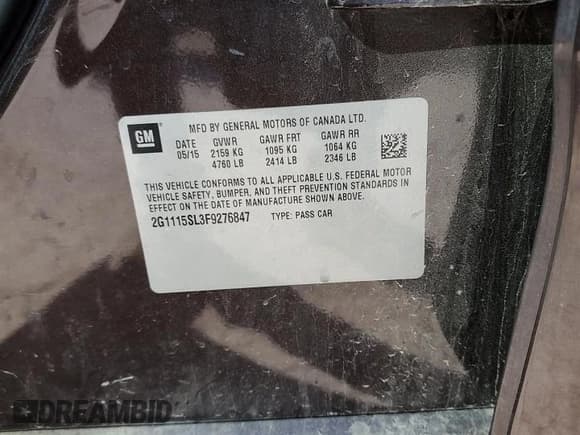 MFD BY GENERAL MOTORS OF CANADA LTD.
GM
DATE GVWR GAWR FRT GAWR RR
05/15 2159 KG 1095 KG 1064 KG
4760 LB 2414 LB 2346 LB
THIS VEHICLE CONFORMS TO ALL APPLICABLE U.S. FEDERAL MOTOR
VEHICLE SAFETY, BUMPER, AND THEFT PREVENTION STANDARDS IN
EFFECT ON THE DATE OF MANUFACTURE SHOWN ABOVE.
2G1115SL3F9276847 TYPE: PASS CAR
DREAMBID